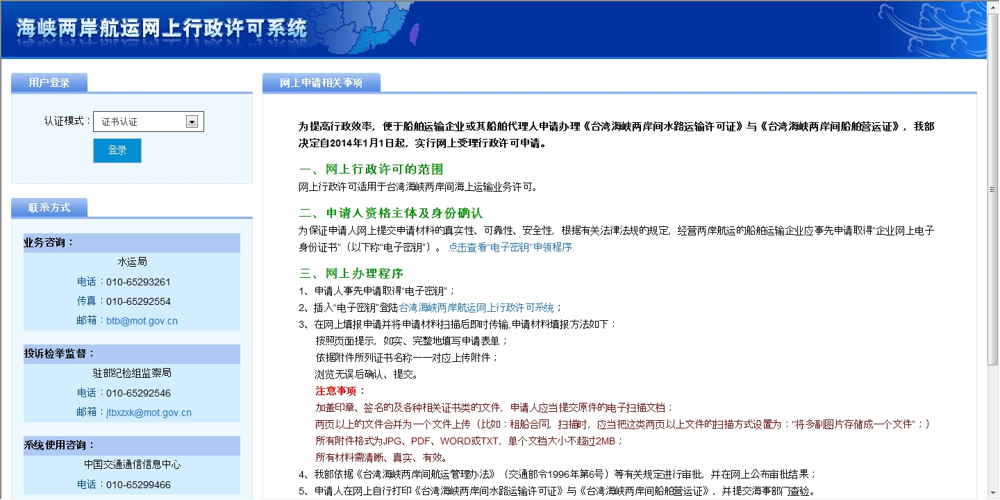 海峡两岸航运网上行政许可系统
用户登录
认证模式：
证书认证
登录
联系方式
业务咨询：
水运局
电话：010-65293261
传真：010-65292554
邮箱：btb@mot.gov.cn
投诉检举监督：
驻部纪检组监察局
电话：010-65292546
邮箱：jtbxzxk@mot.gov.cn
系统使用咨询：
中国交通通信信息中心
电话：010-65299466
网上申请相关事项
为提高行政效率，便于船舶运输企业或其船舶代理人申请办理《台湾海峡两岸间水路运输许可证》与《台湾海峡两岸间船舶营运证》，我部
决定自2014年1月1日起，实行网上受理行政许可申请。
一、网上行政许可的范围
网上行政许可适用于台湾海峡两岸间海上运输业务许可。
二、申请人资格主体及身份确认
为保证申请人网上提交申请材料的真实性、可靠性、安全性，根据有关法律法规的规定，经营两岸航运的船舶运输企业应事先申请取得“企业网上电子
身份证书”（以下称“电子密钥”）。 点击查看“电子密钥”申领程序
三、网上办理程序
1、申请人事先申请取得“电子密钥”；
2、插入“电子密钥”登陆台湾海峡两岸航运网上行政许可系统；
3、在网上填报申请并将申请材料扫描后即时传输,申请材料填报方法如下：
按照页面提示，如实、完整地填写申请表单；
依据附件所列证书名称一一对应上传附件；
浏览无误后确认、提交。
注意事项：
加盖印章、签名的及各种相关证书类的文件，申请人应当提交原件的电子扫描文档；
两页以上的文件合并为一个文件上传（比如：租船合同，扫描时，应当把这类两页以上文件的扫描方式设置为：“将多副图片存储成一个文件”；）
所有附件格式为JPG、PDF、WORD或TXT，单个文档大小不超过2MB；
所有材料需清晰、真实、有效。
4、我部依据《台湾海峡两岸间航运管理办法》（交通部令1996年第6号）等有关规定进行审批，并在网上公布审批结果；
5、申请人在网上自行打印《台湾海峡两岸间水路运输许可证》与《台湾海峡两岸间船舶营运证》，并提交海事部门查验。